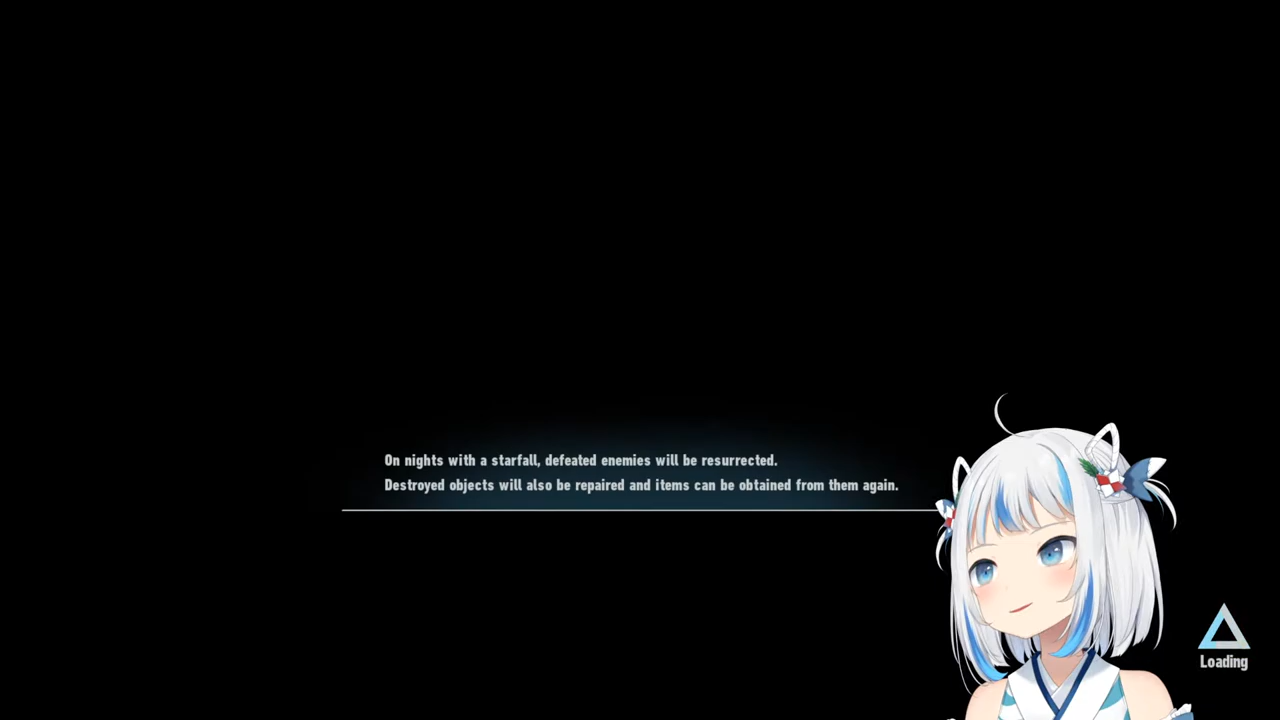 On nights with a starfall, defeated enemies will be resurrected.
Destroyed objects will also be repaired and items can be obtained from them again.
Loading